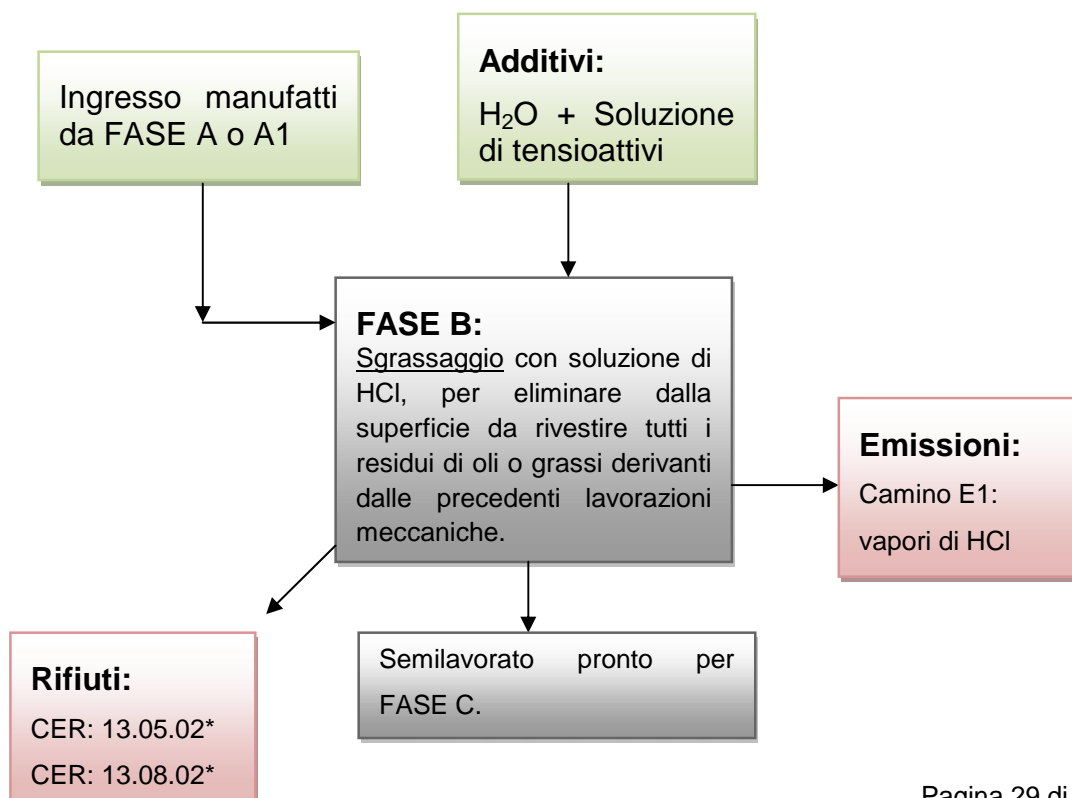 Ingresso manufatti
da FASE A o A1
Additivi:
H₂O + Soluzione
di tensioattivi
FASE B:
Sgrassaggio con soluzione di
HCl, per eliminare dalla
superficie da rivestire tutti i
residui di oli o grassi derivanti
dalle precedenti lavorazioni
meccaniche.
Emissioni:
Camino E1:
vapori di HCl
Rifiuti:
CER: 13.05.02*
CER: 13.08.02*
Semilavorato pronto per
FASE C.
Pagina 29 di